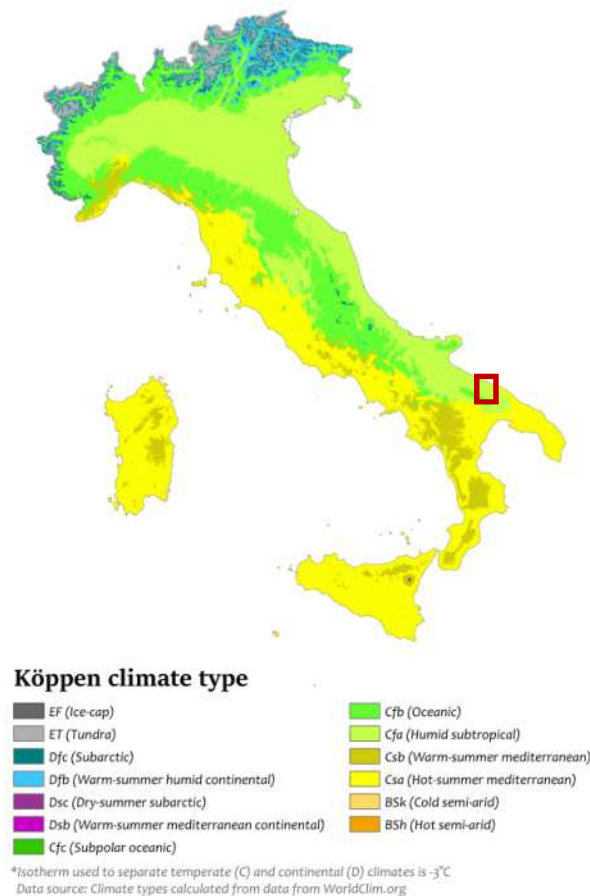 Köppen climate type
EF (Ice-cap)
ET (Tundra)
Dfc (Subarctic)
Dfb (Warm-summer humid continental)
Dsc (Dry-summer subarctic)
Dsb (Warm-summer mediterranean continental)
Cfc (Subpolar oceanic)
Cfb (Oceanic)
Cfa (Humid subtropical)
Csb (Warm-summer mediterranean)
Csa (Hot-summer mediterranean)
BSk (Cold semi-arid)
BSh (Hot semi-arid)
*Isotherm used to separate temperate (C) and continental (D) climates is -3°C
Data source: Climate types calculated from data from WorldClim.org